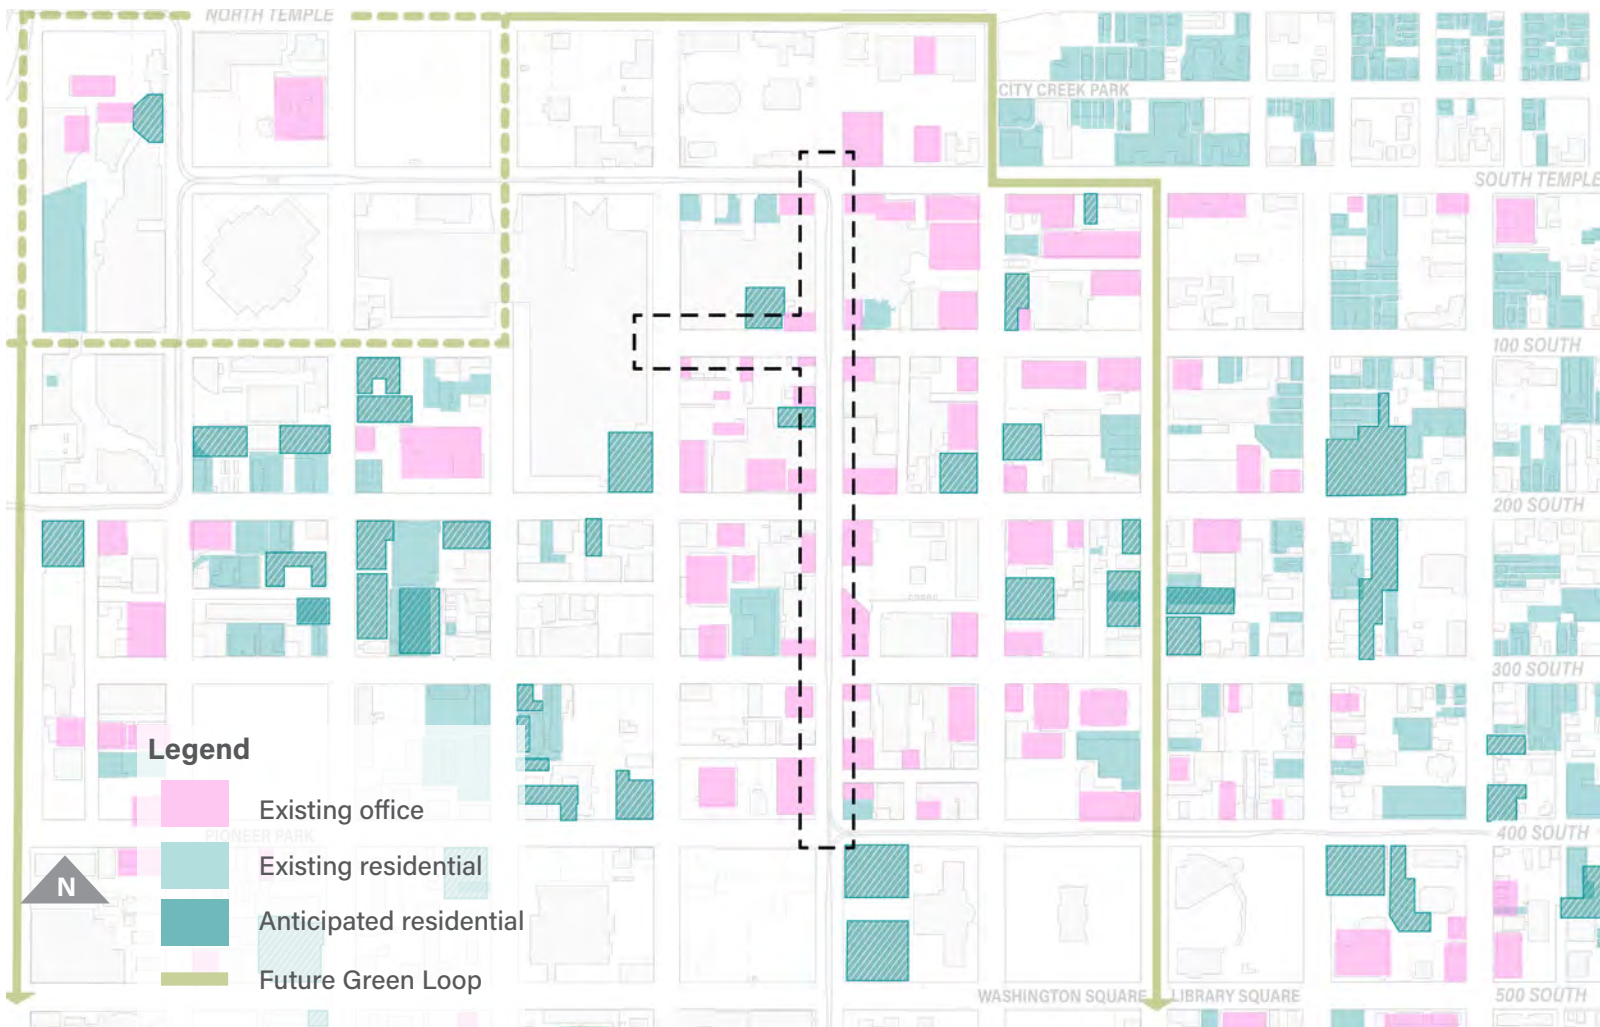 NORTH TEMPLE
CITY CREEK PARK
SOUTH TEMPLE
100 SOUTH
200 SOUTH
300 SOUTH
Legend
Existing office
PIONEER PARK
400 SOUTH
Existing residential
N
Anticipated residential
Future Green Loop
WASHINGTON SQUARE
LIBRARY SQUARE
500 SOUTH